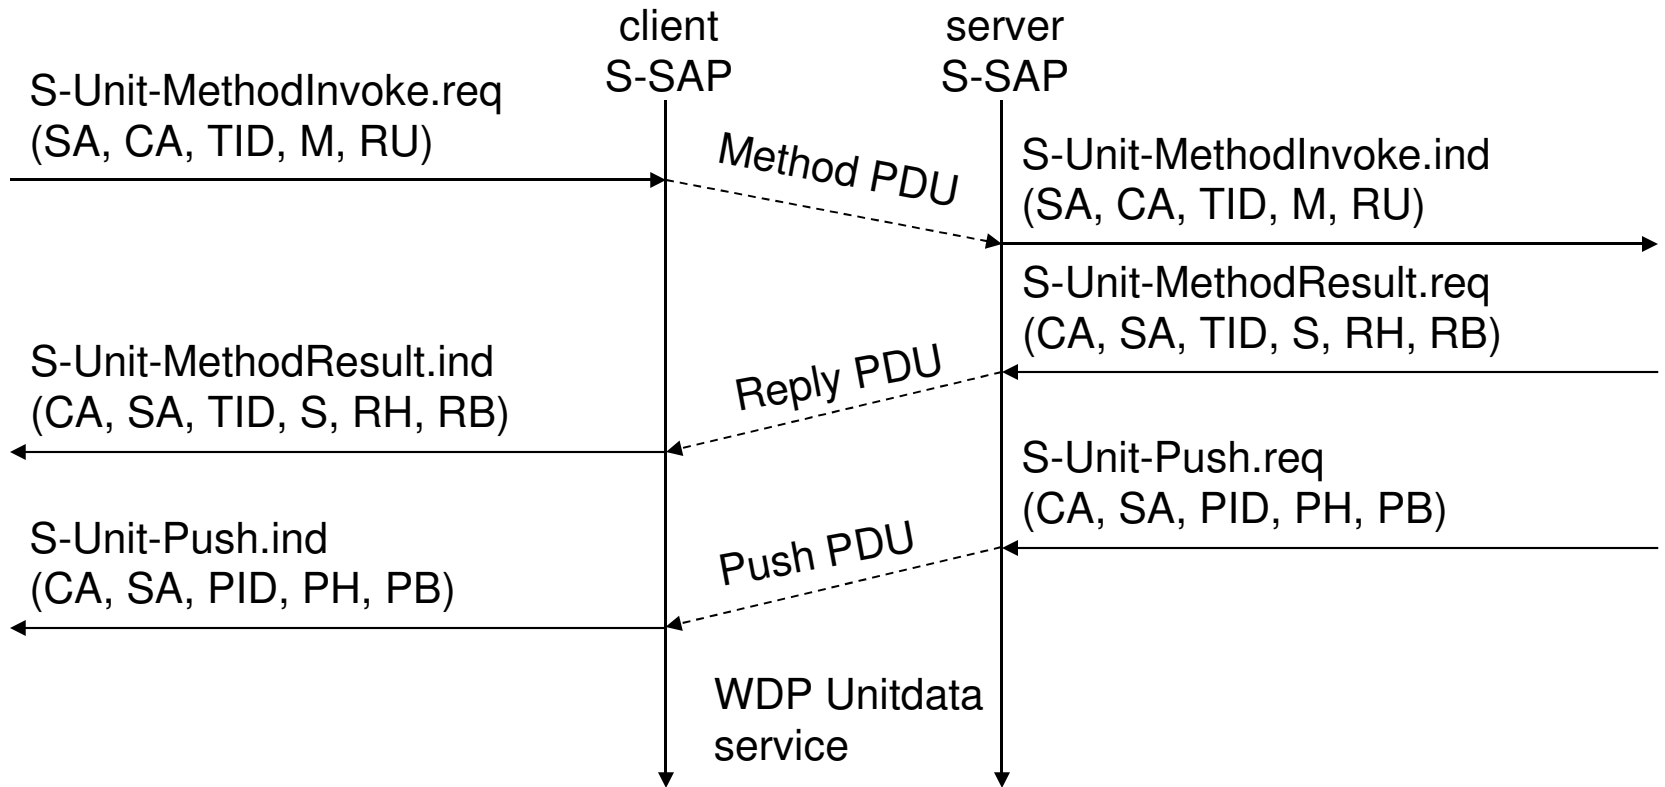 client
S-SAP
server
S-SAP
S-Unit-MethodInvoke.req
(SA, CA, TID, M, RU)
Method PDU
S-Unit-MethodInvoke.ind
(SA, CA, TID, M, RU)
S-Unit-MethodResult.req
(CA, SA, TID, S, RH, RB)
Reply PDU
S-Unit-MethodResult.ind
(CA, SA, TID, S, RH, RB)
S-Unit-Push.req
(CA, SA, PID, PH, PB)
Push PDU
S-Unit-Push.ind
(CA, SA, PID, PH, PB)
WDP Unitdata
service